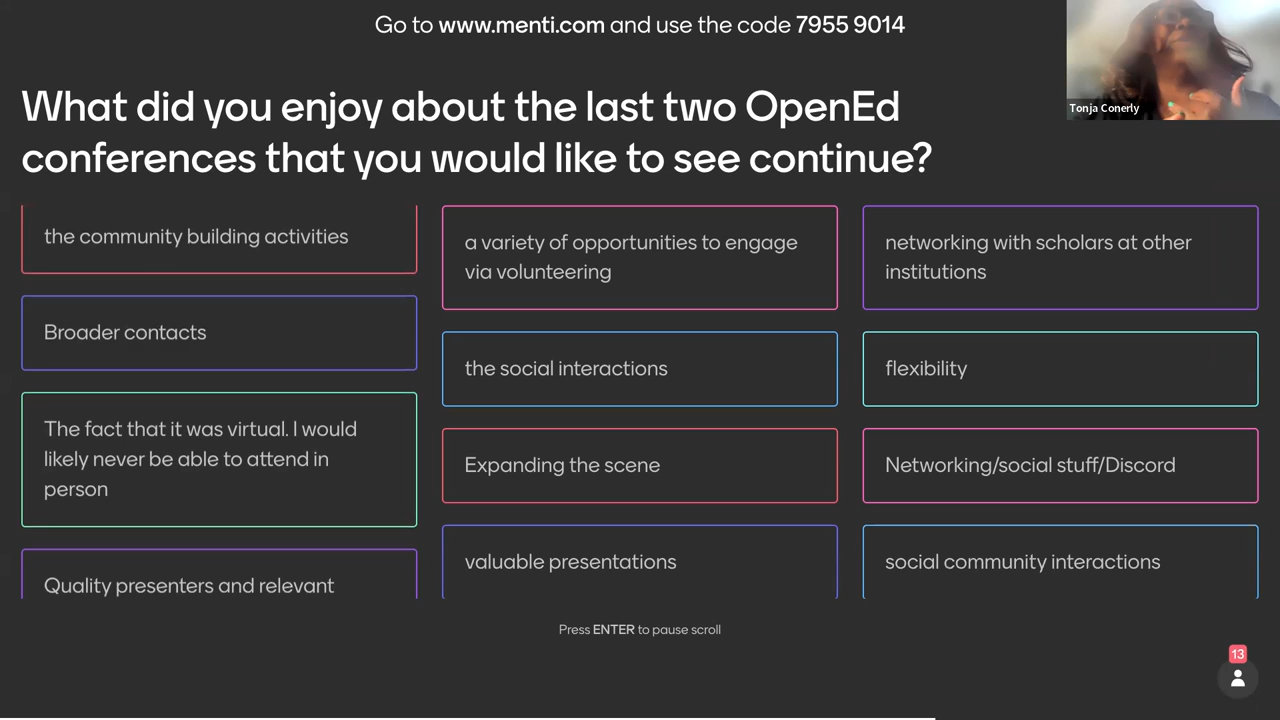 Go to www.menti.com and use the code 7955 9014
Tonja Conerly
What did you enjoy about the last two OpenEd
conferences that you would like to see continue?
the community building activities
Broader contacts
The fact that it was virtual. I would
likely never be able to attend in
person
Quality presenters and relevant
a variety of opportunities to engage
via volunteering
the social interactions
Expanding the scene
valuable presentations
networking with scholars at other
institutions
flexibility
Networking/social stuff/Discord
social community interactions
Press ENTER to pause scroll
13